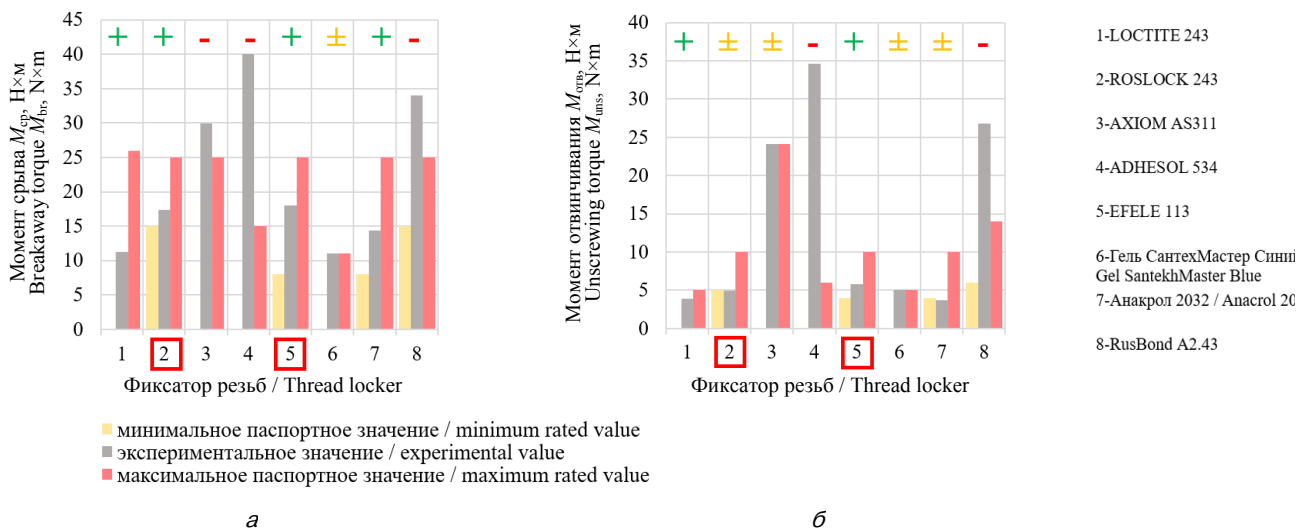 Момент срыва Mср, Н×м
Breakaway torque Mbr, N×m
45
40
35
30
25
20
15
10
5
0
+ + - - + ± + -
1 2 3 4 5 6 7 8
Фиксатор резьб / Thread locker
Момент отвинчивания Mотв, Н×м
Unscrewing torque Muns, N×m
40
35
30
25
20
15
10
5
0
+ ± ± - + ± ± -
1 2 3 4 5 6 7 8
Фиксатор резьб / Thread locker
1-LOCTITE 243
2-ROSLOCK 243
3-AXIOM AS311
4-ADHESOL 534
5-EFELE 113
6-Гель СантехМастер Синий
Gel SantekhMaster Blue
7-Анакрол 2032 / Anacrol 20
8-RusBond A2.43
минимальное паспортное значение / minimum rated value
экспериментальное значение / experimental value
максимальное паспортное значение / maximum rated value
а
б